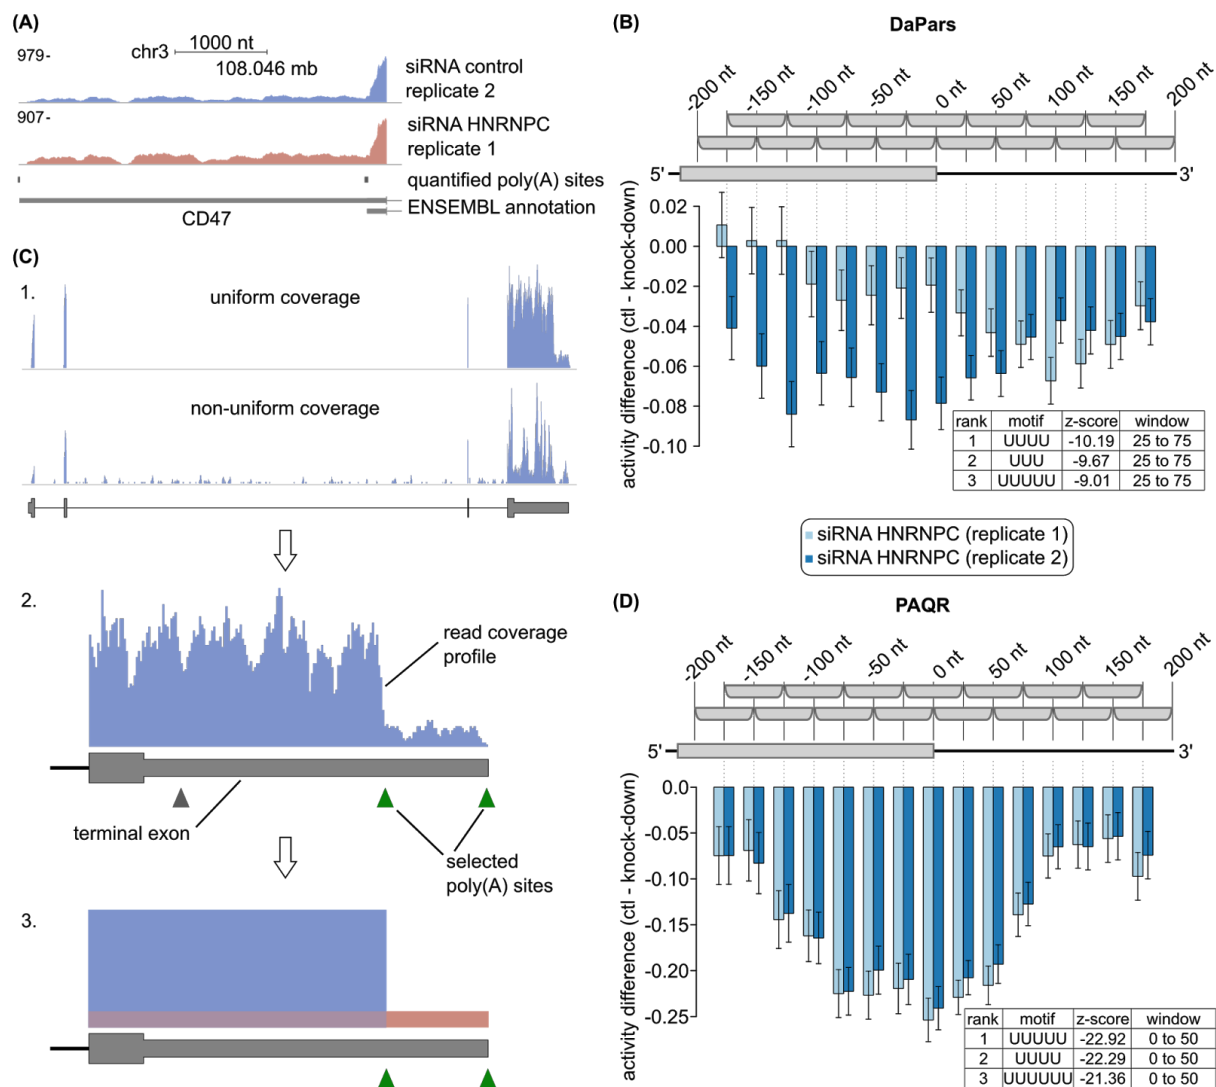 (A)
979-
chr3
1000 nt
108.046 mb
siRNA control
replicate 2
907-
siRNA HNRNPC
replicate 1
quantified poly(A) sites
ENSEMBL annotation
CD47
(B)
DaPars
-200 nt
-150 nt
-100 nt
-50 nt
0 nt
50 nt
100 nt
150 nt
200 nt
5'
3'
activity difference (ctl - knock-down)
0.02
0.00
-0.02
-0.04
-0.06
-0.08
-0.10
rank motif z-score window
1 UUUU -10.19 25 to 75
2 UUU -9.67 25 to 75
3 UUUUU -9.01 25 to 75
siRNA HNRNPC (replicate 1)
siRNA HNRNPC (replicate 2)
(C)
1.
uniform coverage
non-uniform coverage
2.
read coverage
profile
terminal exon
selected
poly(A) sites
3.
(D)
PAQR
-200 nt
-150 nt
-100 nt
-50 nt
0 nt
50 nt
100 nt
150 nt
200 nt
5'
3'
activity difference (ctl - knock-down)
0.0
-0.05
-0.10
-0.15
-0.20
-0.25
rank motif z-score window
1 UUUUU -22.92 0 to 50
2 UUUU -22.29 0 to 50
3 UUUUUU -21.36 0 to 50